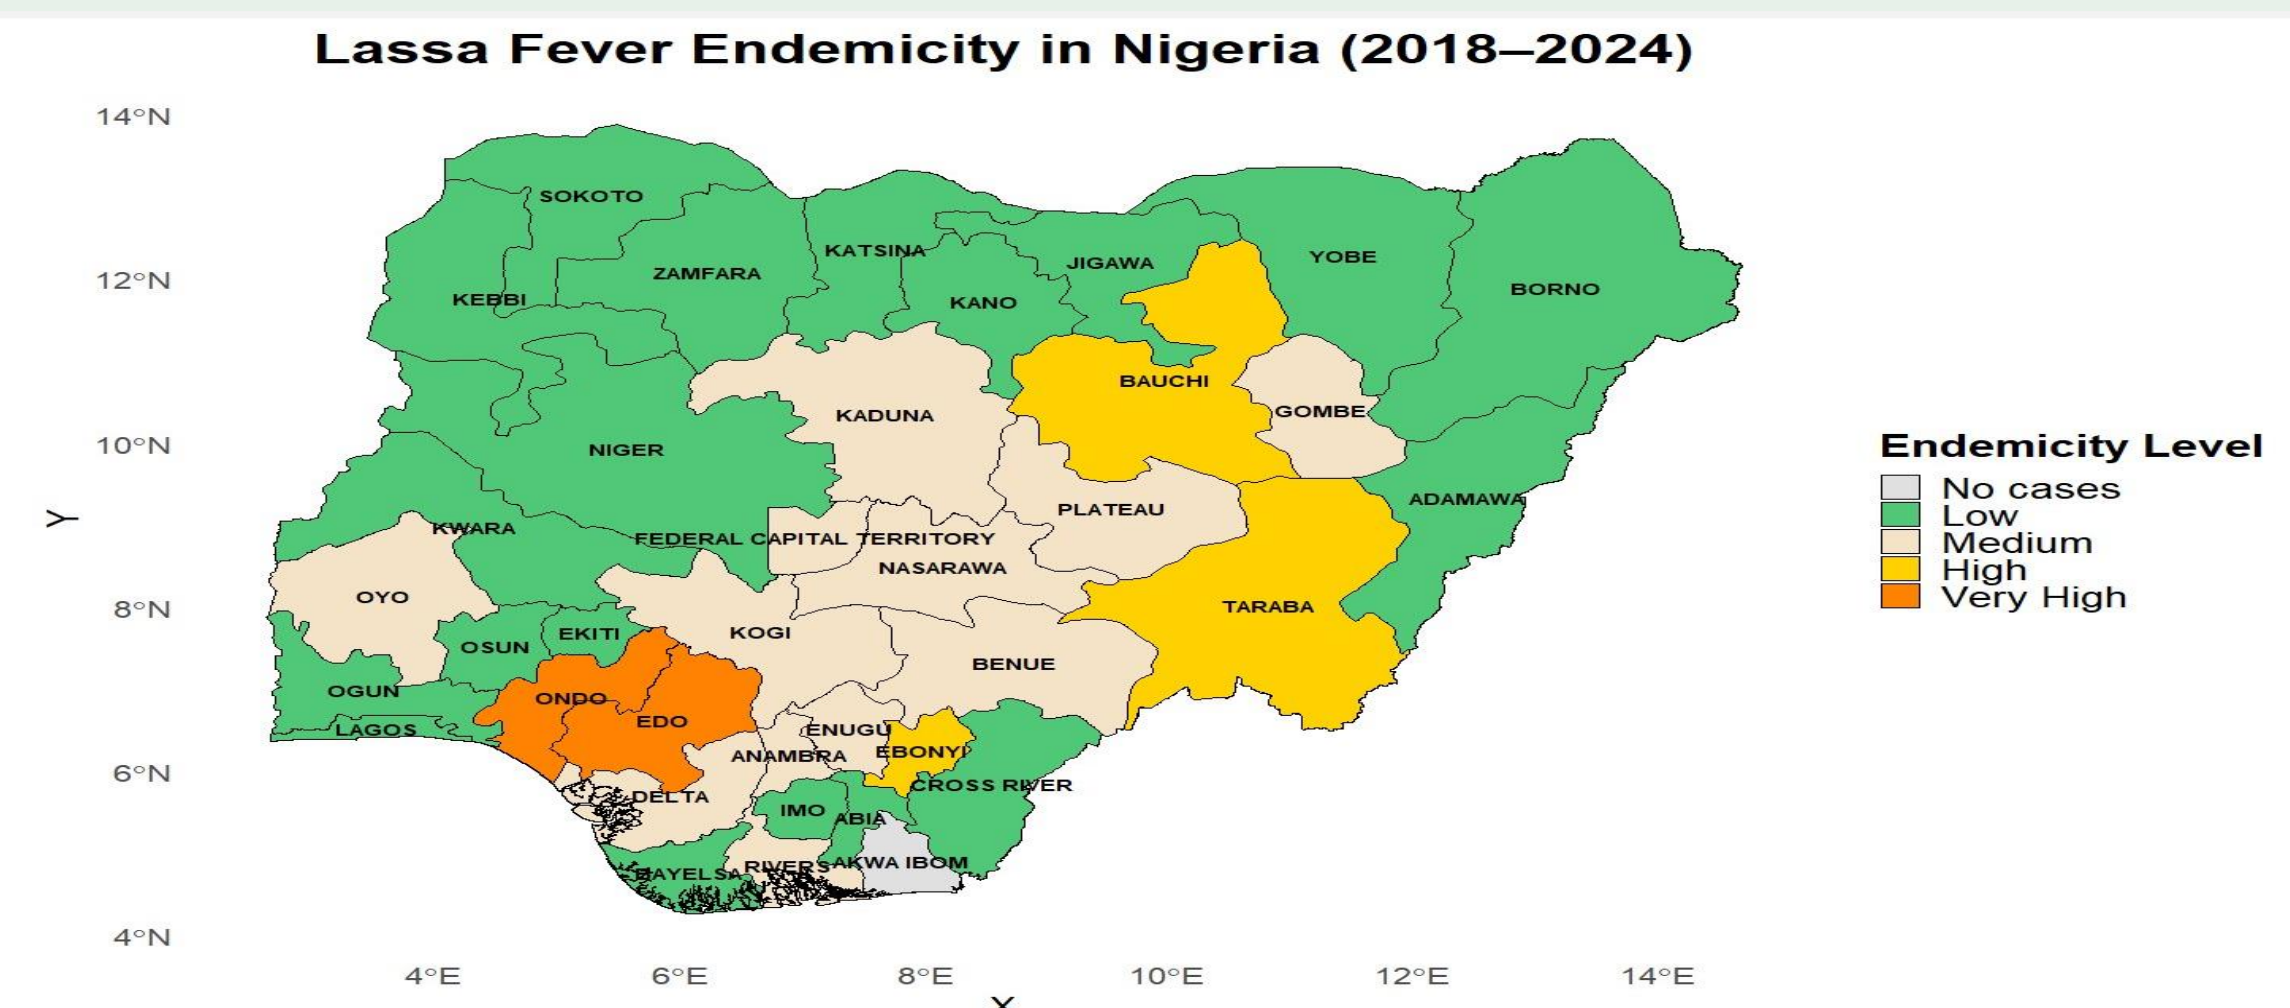 Lassa Fever Endemicity in Nigeria (2018–2024)
14°N
12°N
10°N
8°N
6°N
4°N
Y
SOKOTO
KATSINA
YOBE
JIGAWA
ZAMFARA
BORNO
KEBBI
KANO
BAUCHI
GOMBE
KADUNA
NIGER
ADAMAWA
PLATEAU
KWARA
FEDERAL CAPITAL TERRITORY
NASARAWA
OYO
TARABA
EKITI
KOGI
OSUN
BENUE
OGUN
ONDO
EDO
LAGOS
ENUGU
EBONYI
ANAMBRA
CROSS RIVER
DELTA
IMO
ABIA
AKWA IBOM
RIVERS
BAYELSA
4°E
6°E
8°E
10°E
12°E
14°E
X
Endemicity Level
No cases
Low
Medium
High
Very High